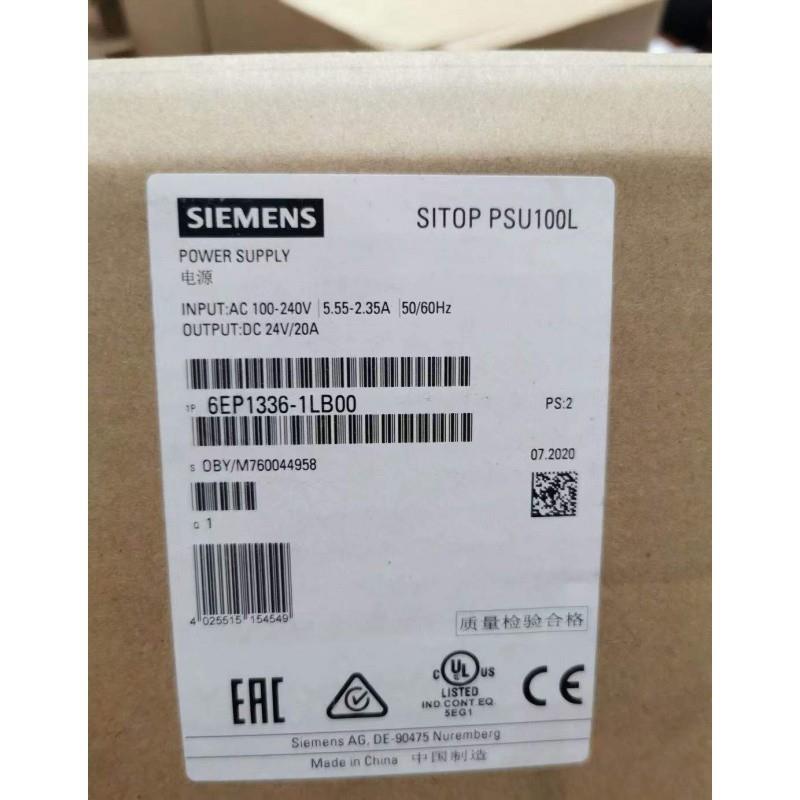 SIEMENS
SITOP PSU100L
POWER SUPPLY
电源
INPUT:AC 100-240V | 5.55-2.35A | 50/60Hz
OUTPUT:DC 24V/20A
1P 6EP1336-1LB00
PS:2
S OBY/M760044958
07.2020
Q 1
4 025515 154549
质量检验合格
EAC
C UL US
LISTED
IND.CONT.EQ.
5EG1
CE
Siemens AG, DE-90475 Nuremberg
Made in China 中国制造